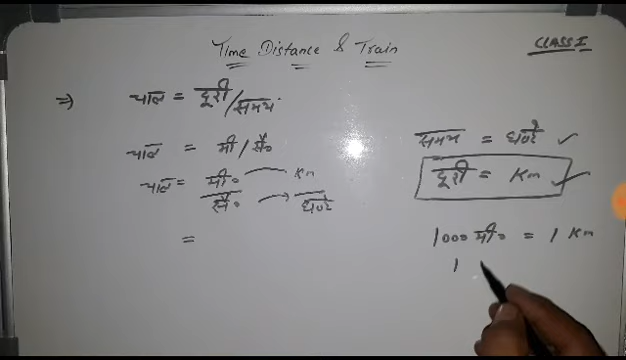 Time Distance & Train
CLASS I
⇒ चाल = दूरी/समय
चाल = मी/सै०
चाल = मी० Km
सै० घण्टे
=
समय = घण्टे ✓
दूरी = Km ✓
1000 मी० = 1 Km
1